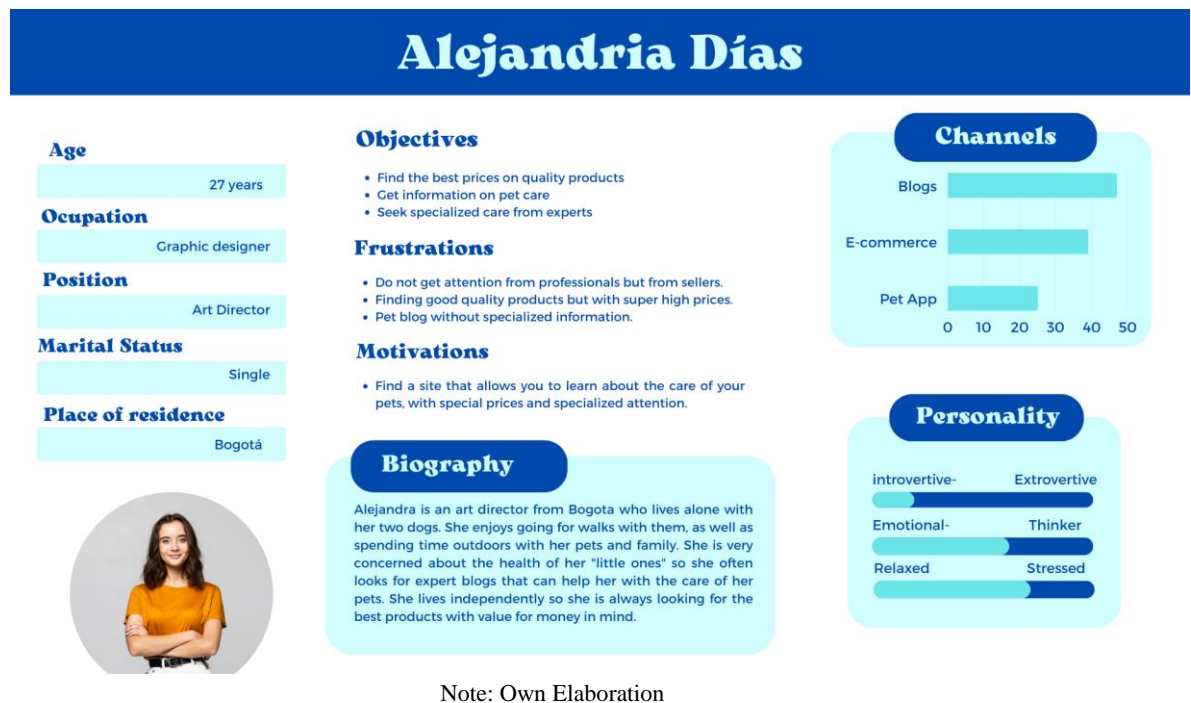 Alejandria Días
Age
27 years
Ocupation
Graphic designer
Position
Art Director
Marital Status
Single
Place of residence
Bogotá
Objectives
• Find the best prices on quality products
• Get information on pet care
• Seek specialized care from experts
Frustrations
• Do not get attention from professionals but from sellers.
• Finding good quality products but with super high prices.
• Pet blog without specialized information.
Motivations
• Find a site that allows you to learn about the care of your
pets, with special prices and specialized attention.
Biography
Alejandra is an art director from Bogota who lives alone with
her two dogs. She enjoys going for walks with them, as well as
spending time outdoors with her pets and family. She is very
concerned about the health of her "little ones" so she often
looks for expert blogs that can help her with the care of her
pets. She lives independently so she is always looking for the
best products with value for money in mind.
Channels
Blogs
E-commerce
Pet App
0 10 20 30 40 50
Personality
introvertive- Extrovertive
Emotional- Thinker
Relaxed Stressed
Note: Own Elaboration